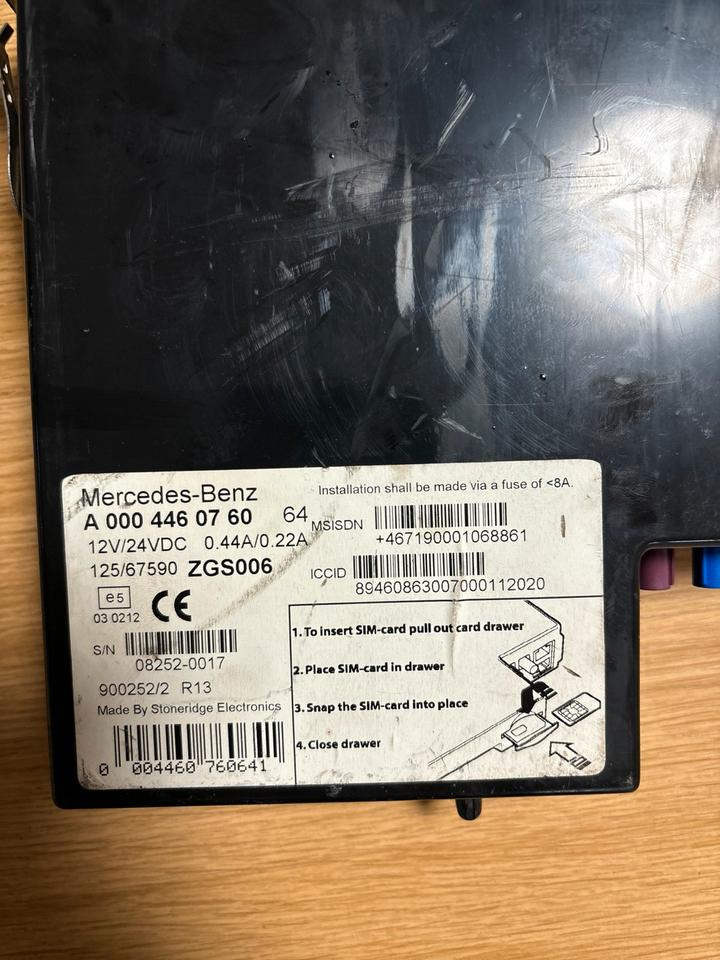 Mercedes-Benz
A 000 446 07 60 64
12V/24VDC 0.44A/0.22A
125/67590 ZGS006
e5
03 0212 CE
S/N
08252-0017
900252/2 R13
Made By Stoneridge Electronics
0 004460 760641
Installation shall be made via a fuse of <8A.
MSISDN
+467190001068861
ICCID
89460863007000112020
1. To insert SIM-card pull out card drawer
2. Place SIM-card in drawer
3. Snap the SIM-card into place
4. Close drawer